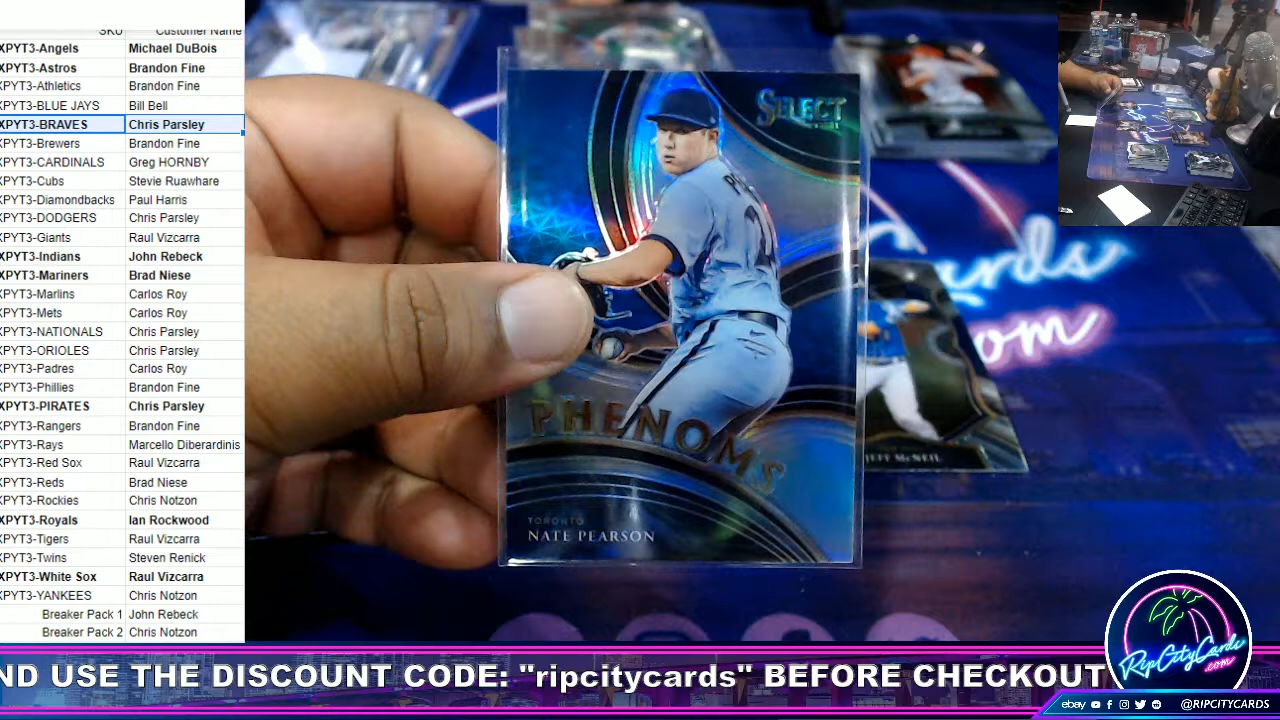 SKU Customer Name
XPYT3-Angels Michael DuBois
XPYT3-Astros Brandon Fine
XPYT3-Athletics Brandon Fine
XPYT3-BLUE JAYS Bill Bell
XPYT3-BRAVES Chris Parsley
XPYT3-Brewers Brandon Fine
XPYT3-CARDINALS Greg HORNBY
XPYT3-Cubs Stevie Ruawhare
XPYT3-Diamondbacks Paul Harris
XPYT3-DODGERS Chris Parsley
XPYT3-Giants Raul Vizcarra
XPYT3-Indians John Rebeck
XPYT3-Mariners Brad Niese
XPYT3-Marlins Carlos Roy
XPYT3-Mets Carlos Roy
XPYT3-NATIONALS Chris Parsley
XPYT3-ORIOLES Chris Parsley
XPYT3-Padres Carlos Roy
XPYT3-Phillies Brandon Fine
XPYT3-PIRATES Chris Parsley
XPYT3-Rangers Brandon Fine
XPYT3-Rays Marcello Diberardinis
XPYT3-Red Sox Raul Vizcarra
XPYT3-Reds Brad Niese
XPYT3-Rockies Chris Notzon
XPYT3-Royals Ian Rockwood
XPYT3-Tigers Raul Vizcarra
XPYT3-Twins Steven Renick
XPYT3-White Sox Raul Vizcarra
XPYT3-YANKEES Chris Notzon
Breaker Pack 1 John Rebeck
Breaker Pack 2 Chris Notzon
SELECT
PHENOMS
TORONTO
NATE PEARSON
JEFF McNEIL
ards
om
RipCityCards
.com
ND USE THE DISCOUNT CODE: "ripcitycards" BEFORE CHECKOUT
ebay @RIPCITYCARDS